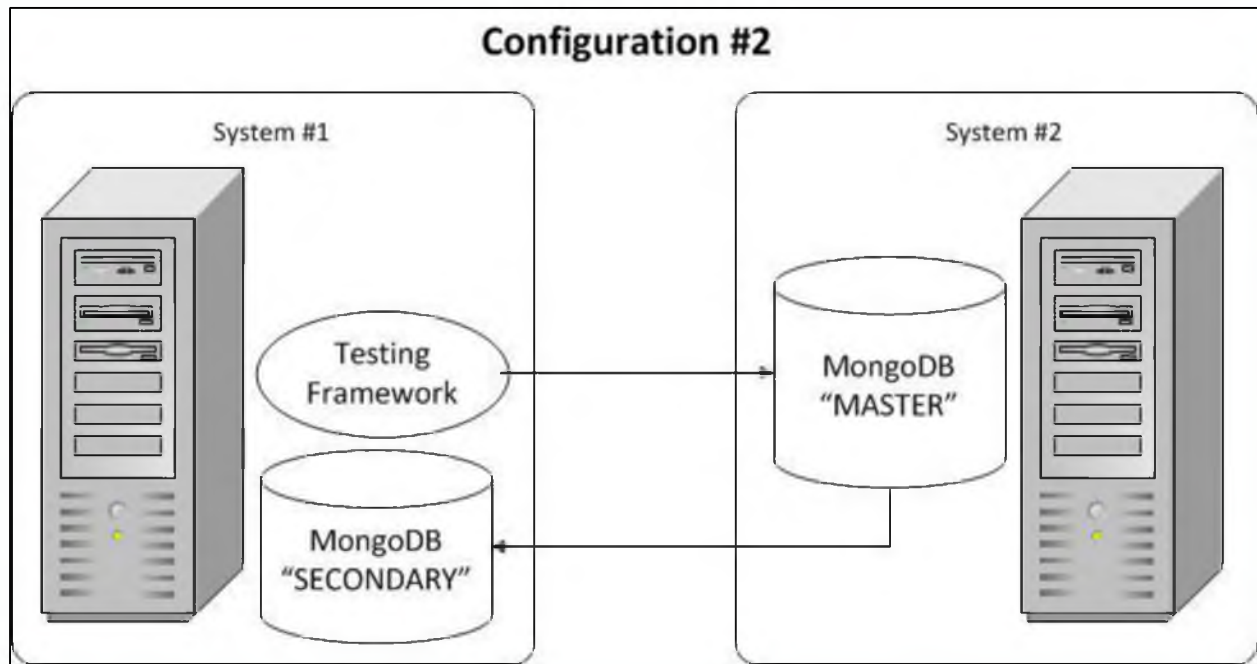 Configuration #2
System #1
System #2
Testing
Framework
MongoDB
“MASTER”
MongoDB
“SECONDARY”